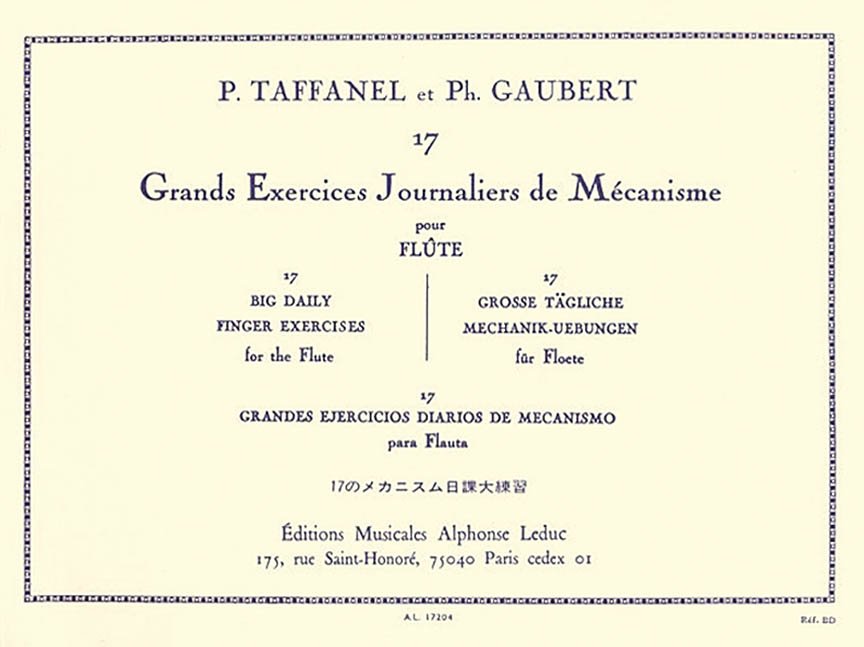 P. TAFFANEL et Ph. GAUBERT
17
Grands Exercices Journaliers de Mécanisme
pour
FLÛTE
17
BIG DAILY
FINGER EXERCISES
for the Flute
17
GROSSE TÄGLICHE
MECHANIK-UEBUNGEN
für Floete
17
GRANDES EJERCICIOS DIARIOS DE MECANISMO
para Flauta
17のメカニスム日課大練習
Éditions Musicales Alphonse Leduc
175, rue Saint-Honoré, 75040 Paris cedex 01
A.L. 17204
Réf. BD